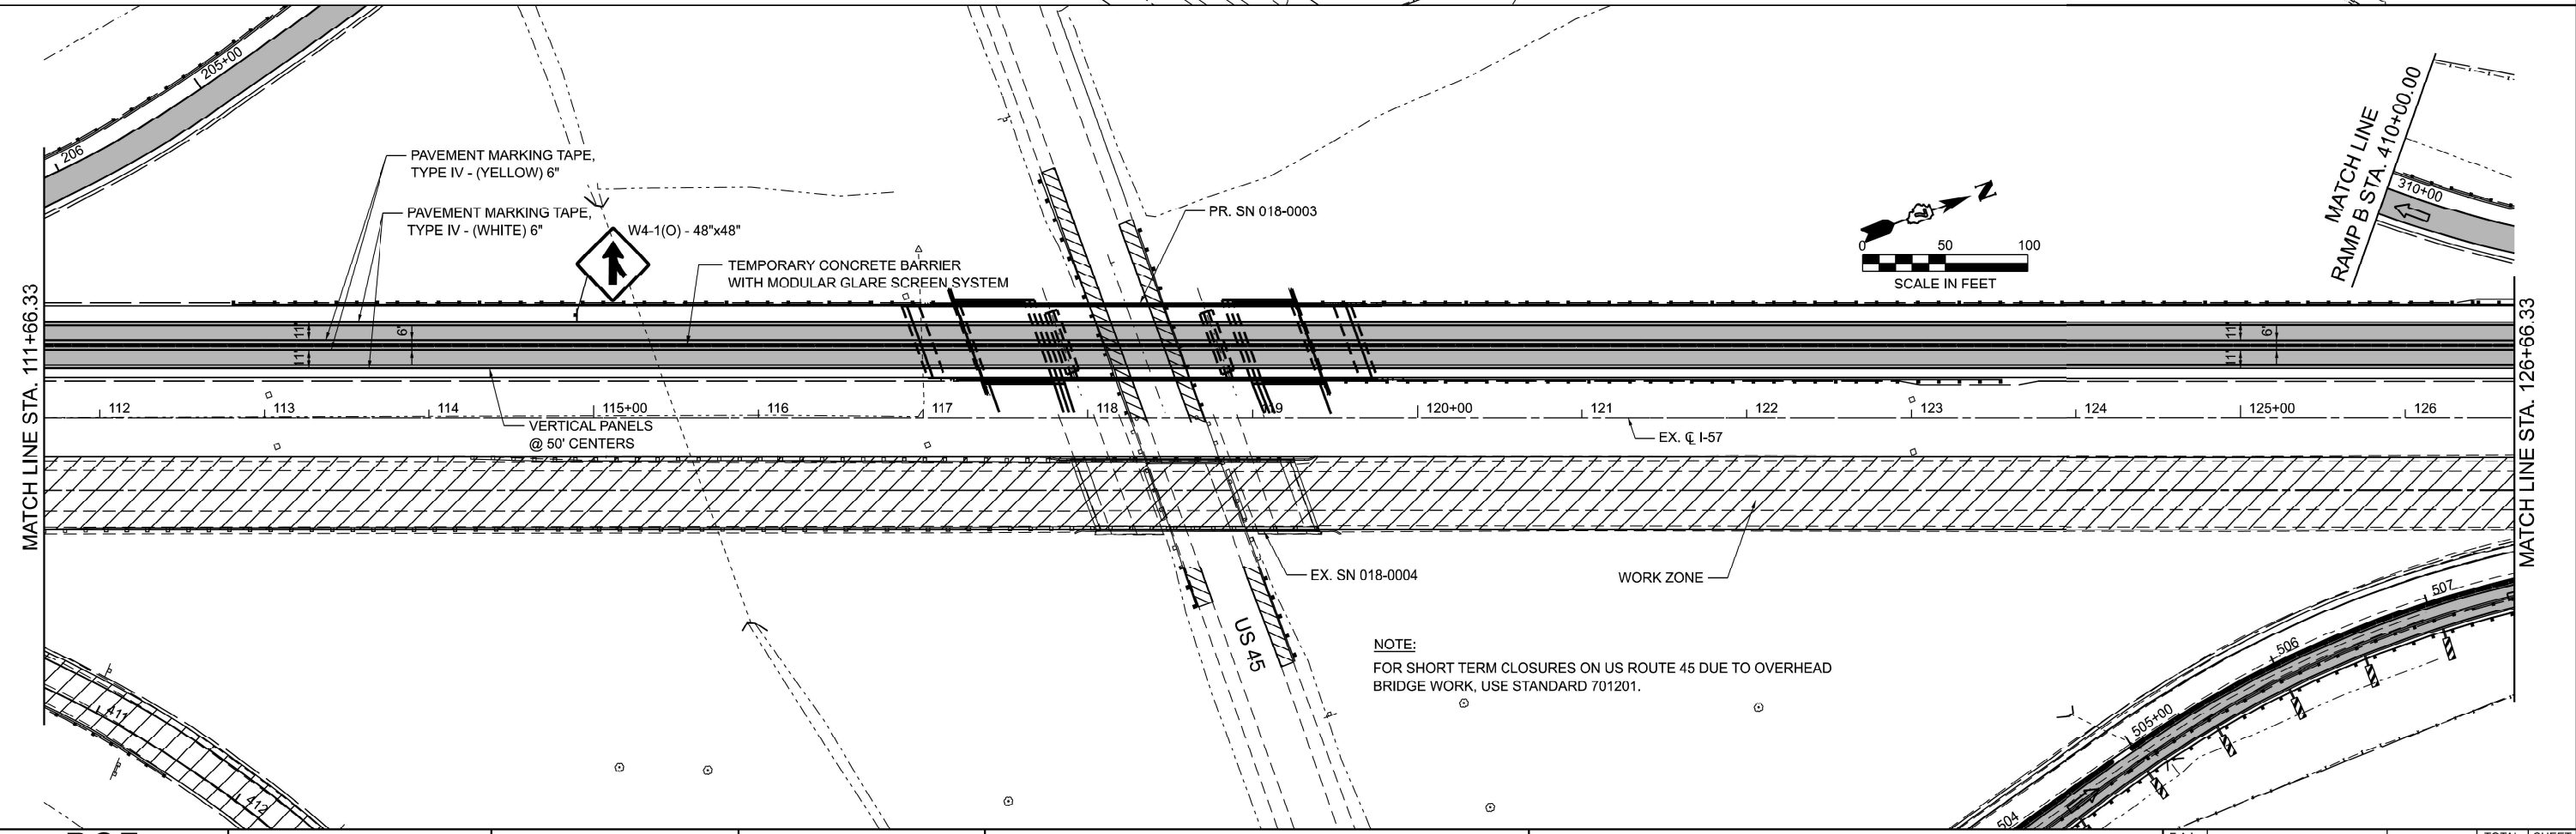 205+00
206
PAVEMENT MARKING TAPE,
TYPE IV - (YELLOW) 6"
PAVEMENT MARKING TAPE,
TYPE IV - (WHITE) 6"
W4-1(O) - 48"x48"
TEMPORARY CONCRETE BARRIER
WITH MODULAR GLARE SCREEN SYSTEM
PR. SN 018-0003
N
0 50 100
SCALE IN FEET
MATCH LINE
RAMP B STA. 410+00.00
310+00
MATCH LINE STA. 111+66.33
11'
6'
11'
11'
6'
11'
MATCH LINE STA. 126+66.33
112 113 114 115+00 116 117 118 119 120+00 121 122 123 124 125+00 126
VERTICAL PANELS
@ 50' CENTERS
EX. ℄ I-57
EX. SN 018-0004
WORK ZONE
US 45
NOTE:
FOR SHORT TERM CLOSURES ON US ROUTE 45 DUE TO OVERHEAD
BRIDGE WORK, USE STANDARD 701201.
411
412
507
506
505+00
504